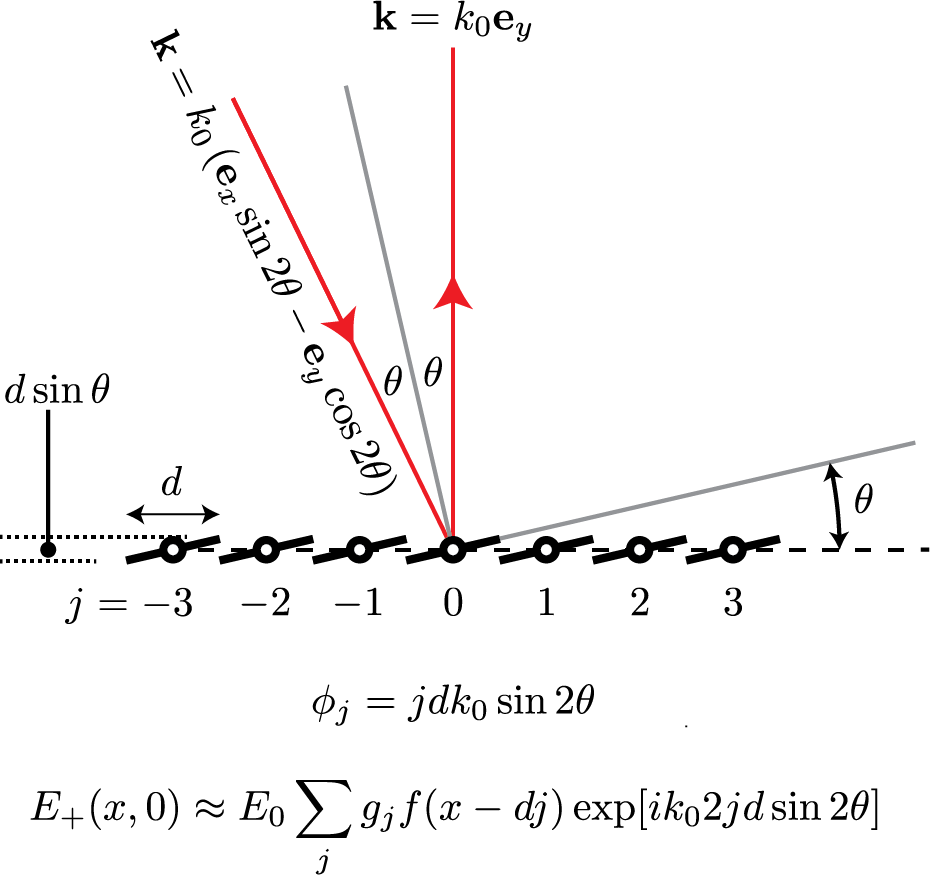 𝐤 = k₀𝐞_y
𝐤 = k₀(𝐞ₓ sin 2θ − 𝐞_y cos 2θ)
θ θ
d sin θ
d
θ
j = −3 −2 −1 0 1 2 3
ϕ_j = jdk₀ sin 2θ
E₊(x, 0) ≈ E₀ ∑_j g_j f(x − dj) exp[ik₀2jd sin 2θ]